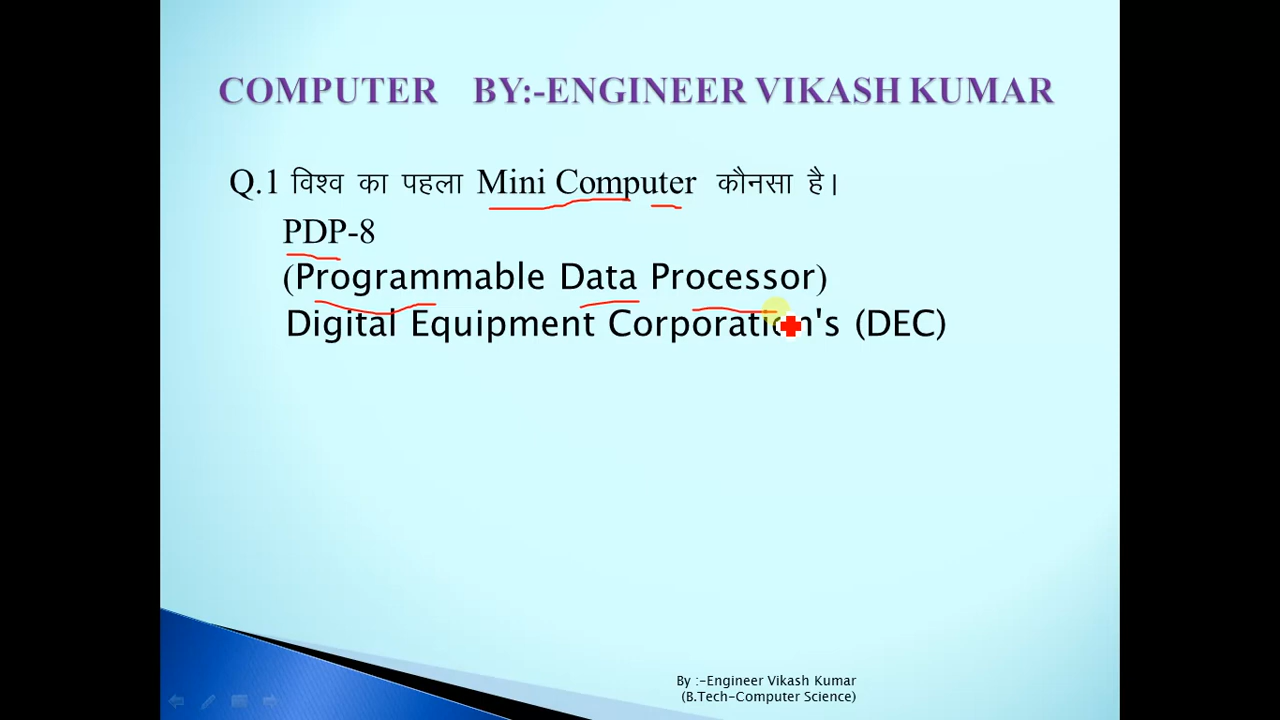 COMPUTER BY:-ENGINEER VIKASH KUMAR
Q.1 विश्व का पहला Mini Computer कौनसा है।
PDP-8
(Programmable Data Processor)
Digital Equipment Corporation's (DEC)
By :-Engineer Vikash Kumar
(B.Tech-Computer Science)